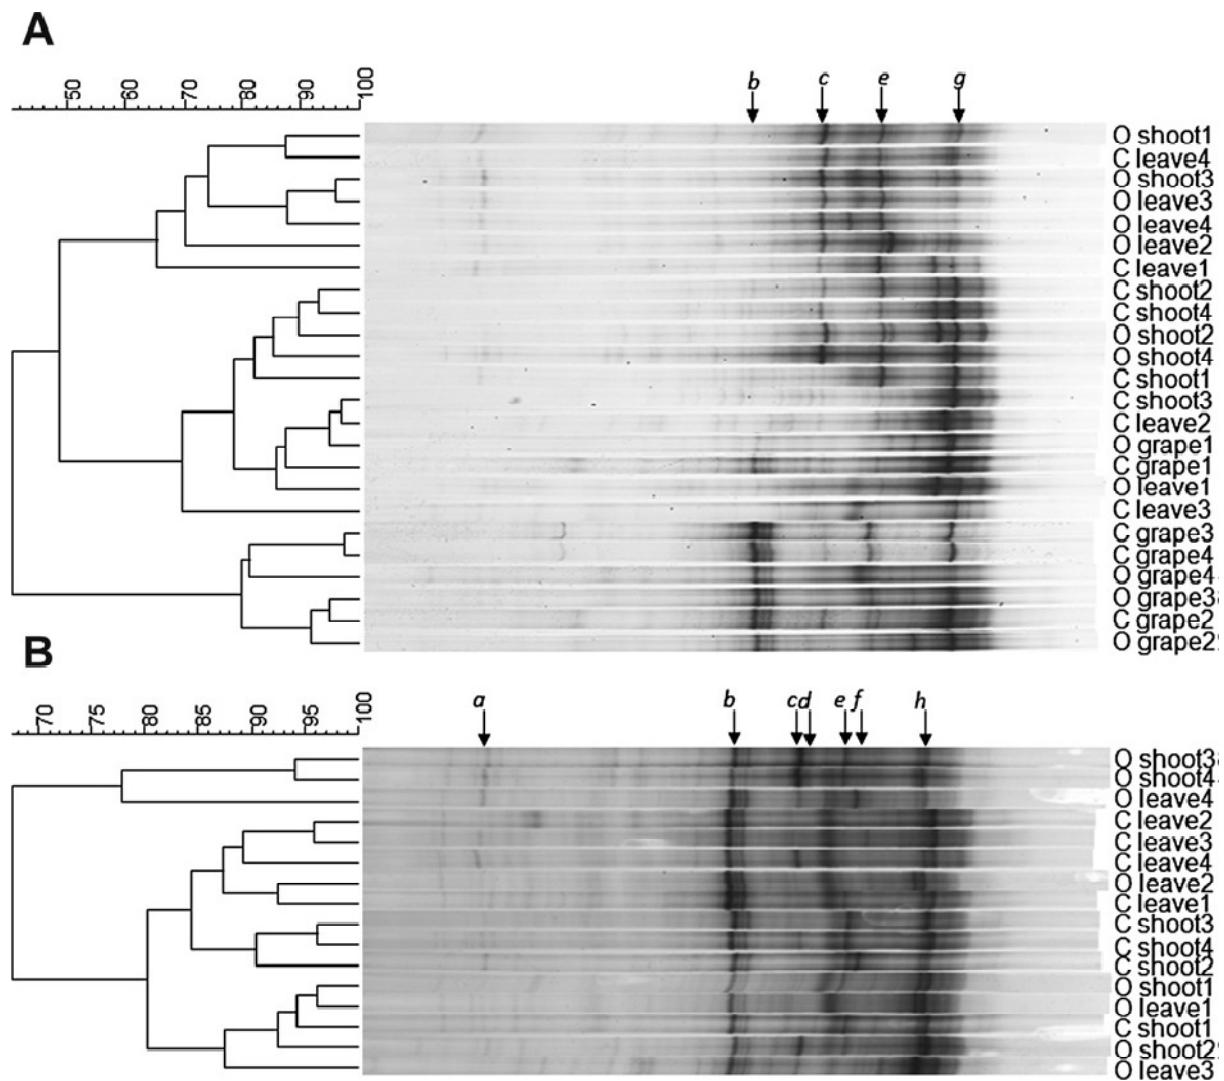 A
50 60 70 80 90 100
b c e g
O shoot1
C leave4
O shoot3
O leave3
O leave4
O leave2
C leave1
C shoot2
C shoot4
O shoot2
O shoot4
C shoot1
C shoot3
C leave2
O grape1
C grape1
O leave1
C leave3
C grape3
C grape4
O grape4
O grape3
C grape2
O grape2
B
70 75 80 85 90 95 100
a b c d e f h
O shoot3
O shoot4
O leave4
C leave2
C leave3
C leave4
O leave2
C leave1
C shoot3
C shoot4
C shoot2
O shoot1
O leave1
C shoot1
O shoot2
O leave3